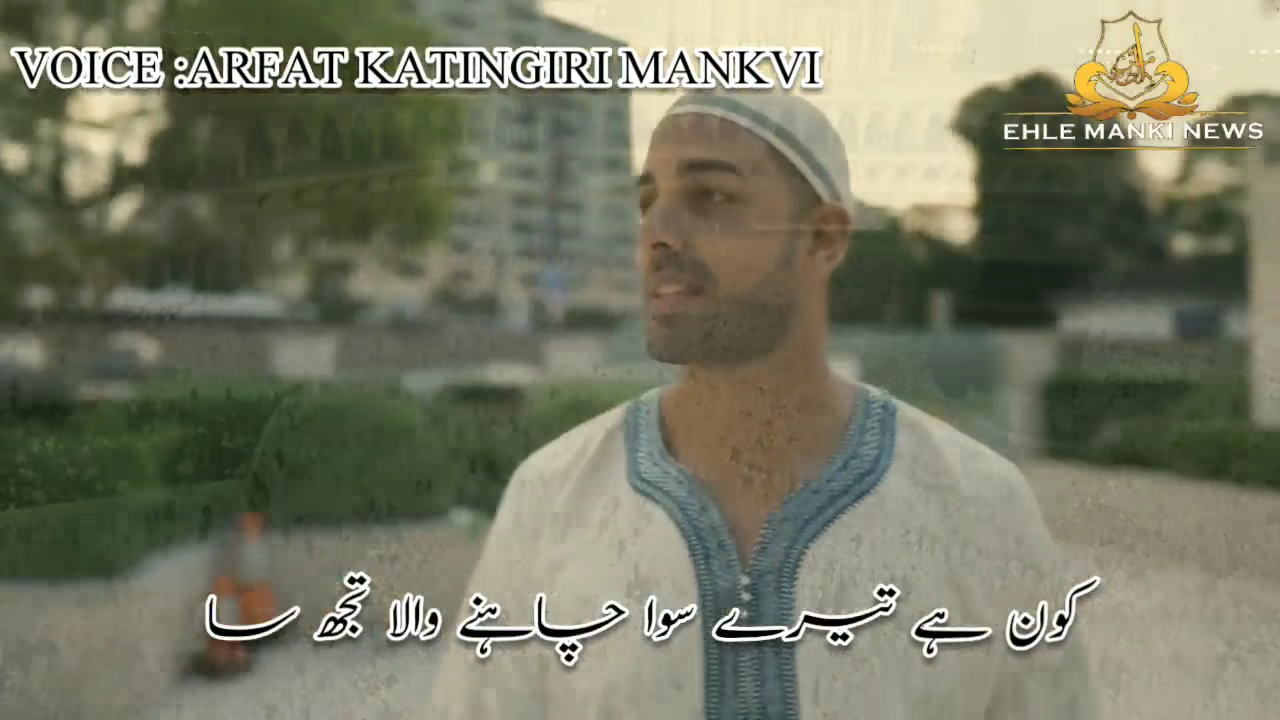 VOICE :ARFAT KATINGIRI MANKVI
EHLE MANKI NEWS
کون ہے تیرے سوا چاہنے والا تجھ سا